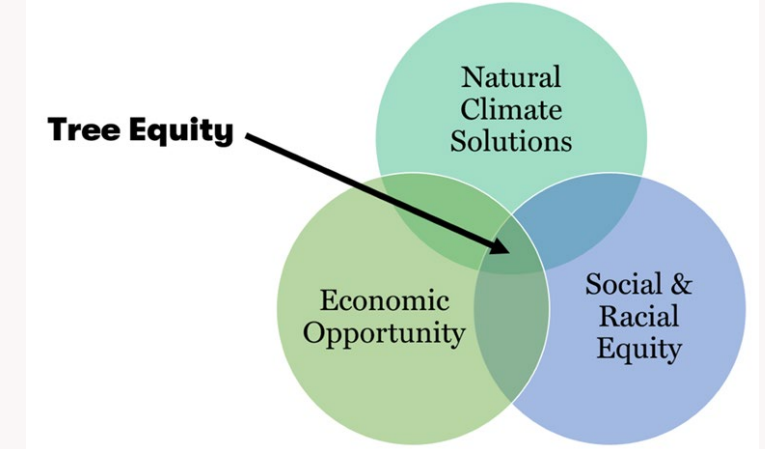 Natural
Climate
Solutions
Tree Equity
Economic
Opportunity
Social &
Racial
Equity